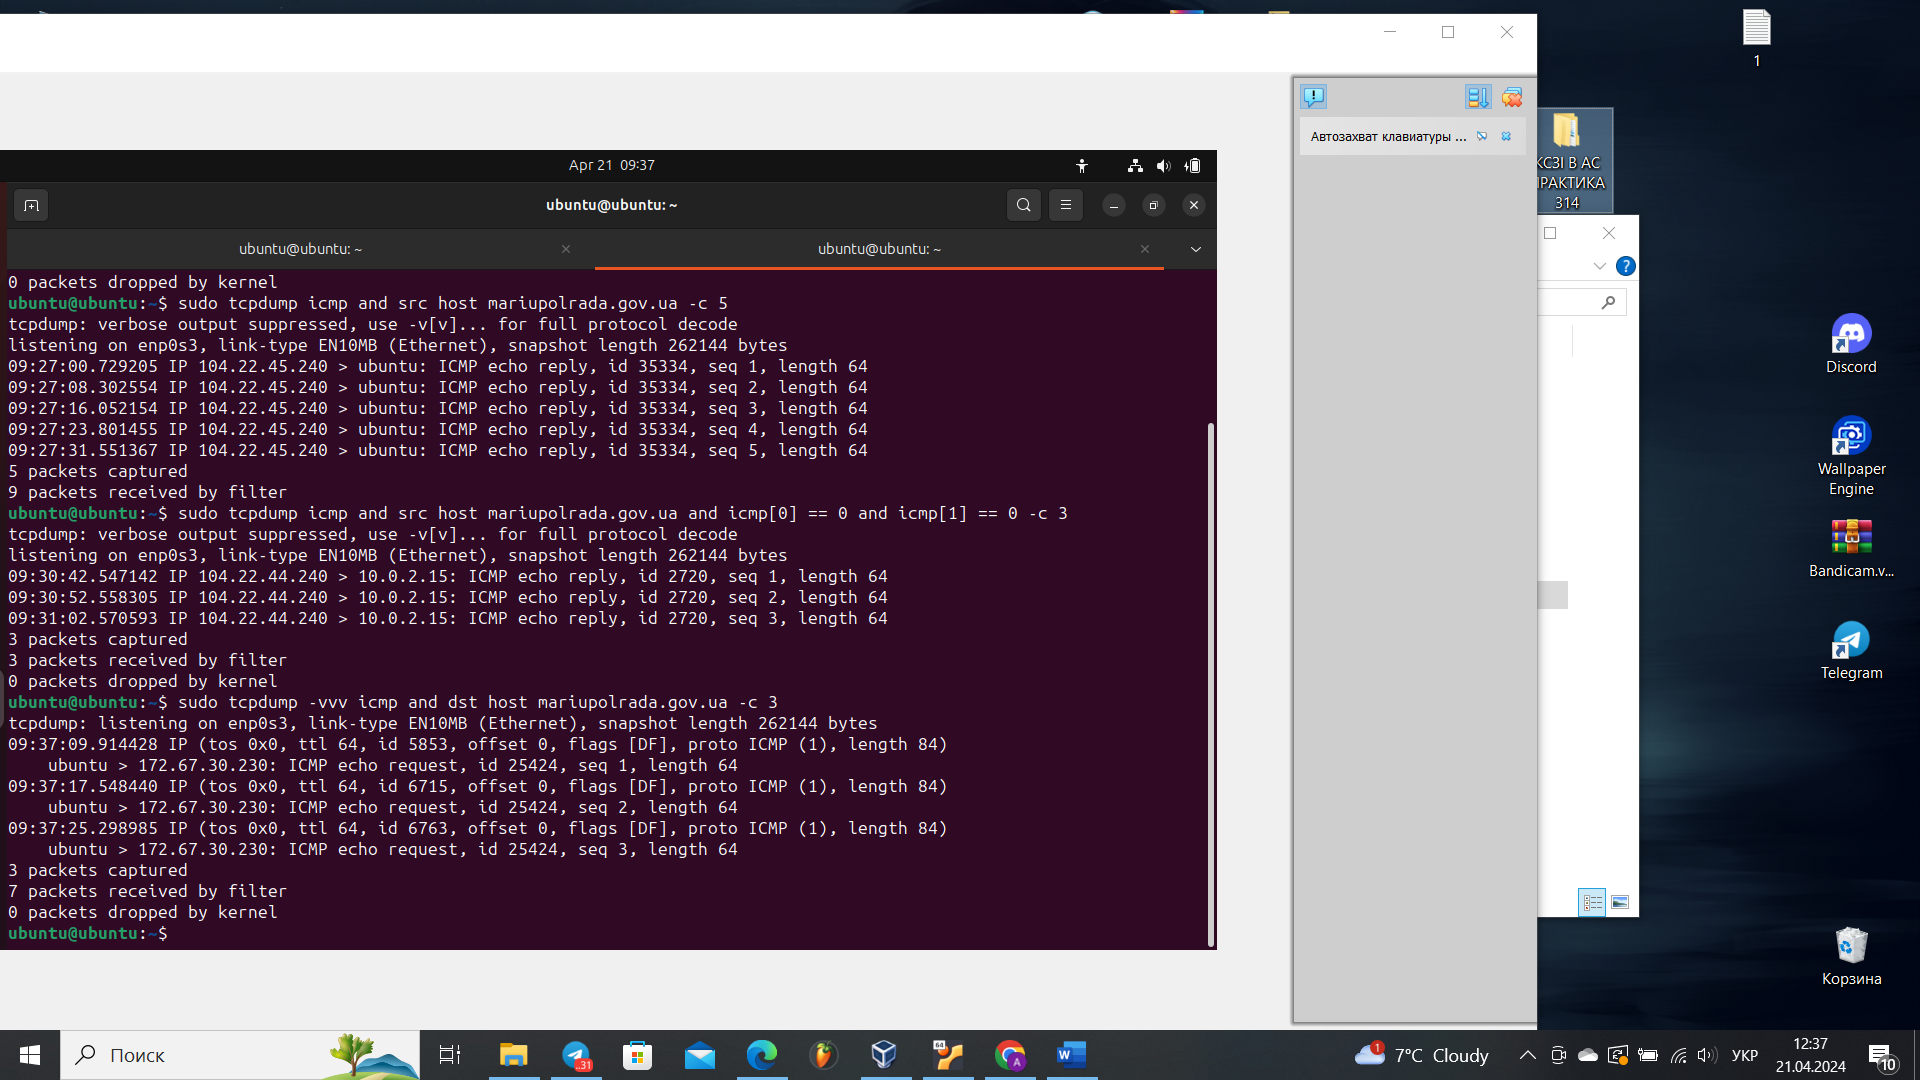 1
Автозахват клавиатуры ...
КСЗІ В АС
ПРАКТИКА
314
Apr 21 09:37
ubuntu@ubuntu: ~
ubuntu@ubuntu: ~
ubuntu@ubuntu: ~
0 packets dropped by kernel
ubuntu@ubuntu:~$ sudo tcpdump icmp and src host mariupolrada.gov.ua -c 5
tcpdump: verbose output suppressed, use -v[v]... for full protocol decode
listening on enp0s3, link-type EN10MB (Ethernet), snapshot length 262144 bytes
09:27:00.729205 IP 104.22.45.240 > ubuntu: ICMP echo reply, id 35334, seq 1, length 64
09:27:08.302554 IP 104.22.45.240 > ubuntu: ICMP echo reply, id 35334, seq 2, length 64
09:27:16.052154 IP 104.22.45.240 > ubuntu: ICMP echo reply, id 35334, seq 3, length 64
09:27:23.801455 IP 104.22.45.240 > ubuntu: ICMP echo reply, id 35334, seq 4, length 64
09:27:31.551367 IP 104.22.45.240 > ubuntu: ICMP echo reply, id 35334, seq 5, length 64
5 packets captured
9 packets received by filter
ubuntu@ubuntu:~$ sudo tcpdump icmp and src host mariupolrada.gov.ua and icmp[0] == 0 and icmp[1] == 0 -c 3
tcpdump: verbose output suppressed, use -v[v]... for full protocol decode
listening on enp0s3, link-type EN10MB (Ethernet), snapshot length 262144 bytes
09:30:42.547142 IP 104.22.44.240 > 10.0.2.15: ICMP echo reply, id 2720, seq 1, length 64
09:30:52.558305 IP 104.22.44.240 > 10.0.2.15: ICMP echo reply, id 2720, seq 2, length 64
09:31:02.570593 IP 104.22.44.240 > 10.0.2.15: ICMP echo reply, id 2720, seq 3, length 64
3 packets captured
3 packets received by filter
0 packets dropped by kernel
ubuntu@ubuntu:~$ sudo tcpdump -vvv icmp and dst host mariupolrada.gov.ua -c 3
tcpdump: listening on enp0s3, link-type EN10MB (Ethernet), snapshot length 262144 bytes
09:37:09.914428 IP (tos 0x0, ttl 64, id 5853, offset 0, flags [DF], proto ICMP (1), length 84)
ubuntu > 172.67.30.230: ICMP echo request, id 25424, seq 1, length 64
09:37:17.548440 IP (tos 0x0, ttl 64, id 6715, offset 0, flags [DF], proto ICMP (1), length 84)
ubuntu > 172.67.30.230: ICMP echo request, id 25424, seq 2, length 64
09:37:25.298985 IP (tos 0x0, ttl 64, id 6763, offset 0, flags [DF], proto ICMP (1), length 84)
ubuntu > 172.67.30.230: ICMP echo request, id 25424, seq 3, length 64
3 packets captured
7 packets received by filter
0 packets dropped by kernel
ubuntu@ubuntu:~$
Discord
Wallpaper
Engine
Bandicam.v...
Telegram
Корзина
Поиск
..31
64
A
W
1
7°C Cloudy
УКР
12:37
21.04.2024
10